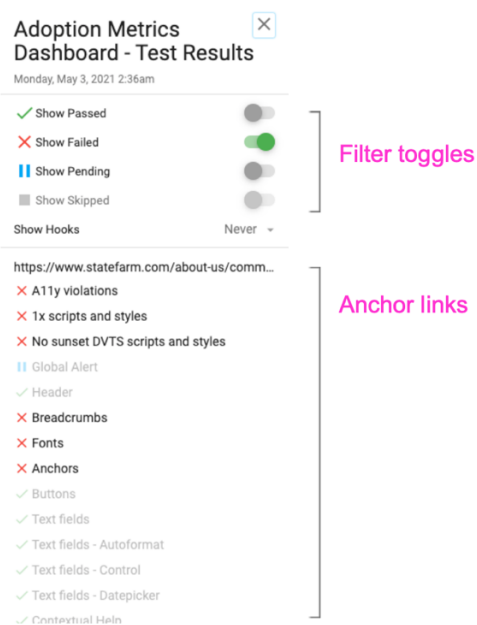 Adoption Metrics
Dashboard - Test Results
Monday, May 3, 2021 2:36am
Show Passed
Show Failed
Show Pending
Show Skipped
Show Hooks Never
Filter toggles
https://www.statefarm.com/about-us/comm...
A11y violations
1x scripts and styles
No sunset DVTS scripts and styles
Global Alert
Header
Breadcrumbs
Fonts
Anchors
Buttons
Text fields
Text fields - Autoformat
Text fields - Control
Text fields - Datepicker
Contextual Help
Anchor links